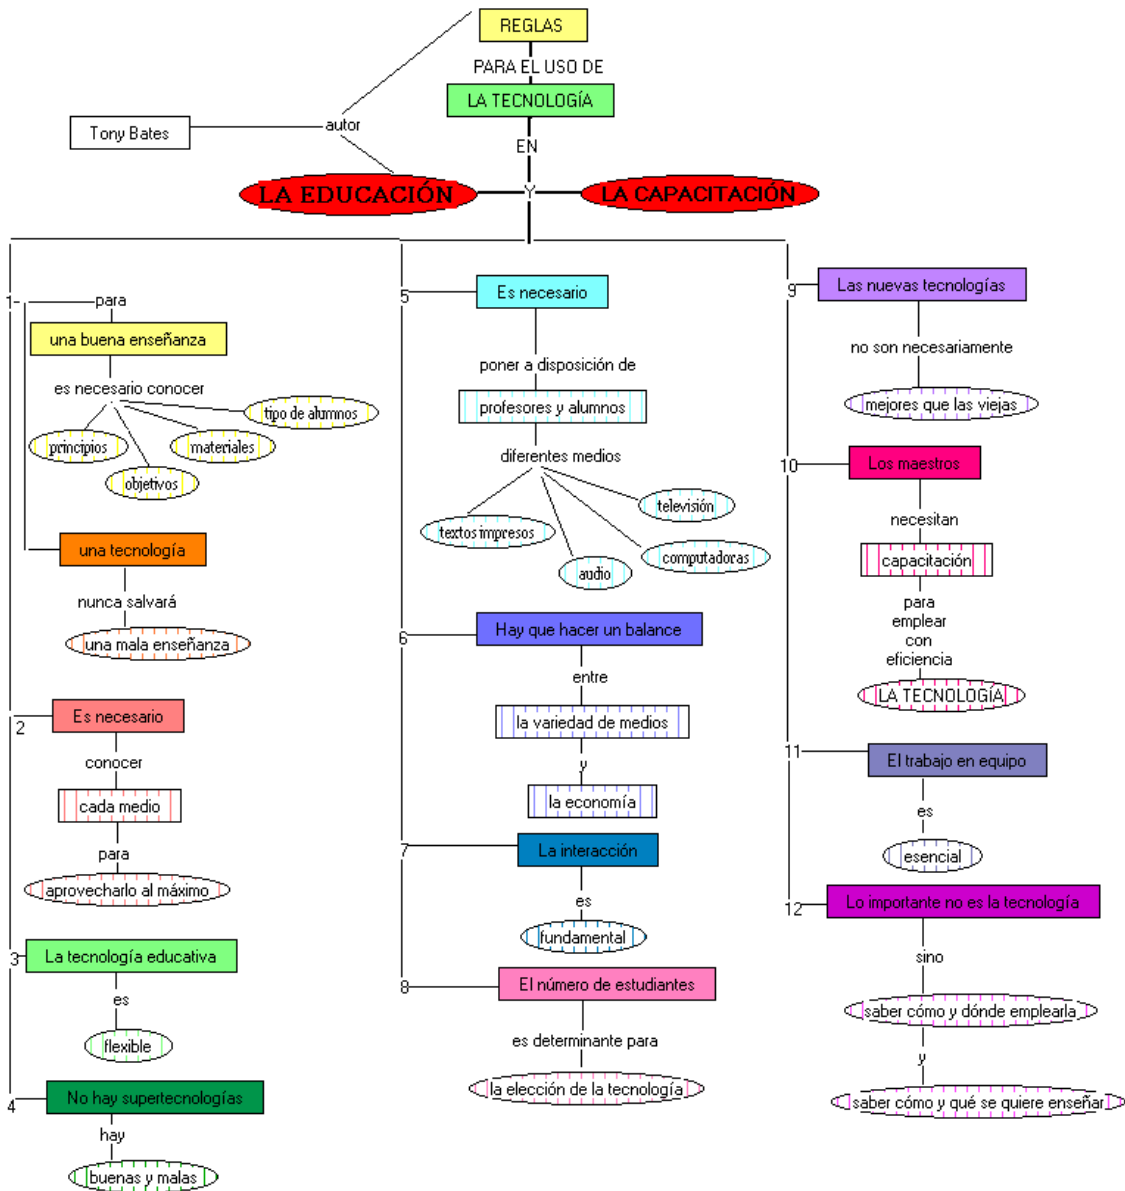 REGLAS
PARA EL USO DE
LA TECNOLOGÍA
Tony Bates
autor
EN
LA EDUCACIÓN
Y
LA CAPACITACIÓN
1
para
una buena enseñanza
es necesario conocer
tipo de alumnos
principios
materiales
objetivos
una tecnología
nunca salvará
una mala enseñanza
2
Es necesario
conocer
cada medio
para
aprovecharlo al máximo
3
La tecnología educativa
es
flexible
4
No hay supertecnologías
hay
buenas y malas
5
Es necesario
poner a disposición de
profesores y alumnos
diferentes medios
televisión
textos impresos
computadoras
audio
6
Hay que hacer un balance
entre
la variedad de medios
y
la economía
7
La interacción
es
fundamental
8
El número de estudiantes
es determinante para
la elección de la tecnología
9
Las nuevas tecnologías
no son necesariamente
mejores que las viejas
10
Los maestros
necesitan
capacitación
para
emplear
con
eficiencia
LA TECNOLOGÍA
11
El trabajo en equipo
es
esencial
12
Lo importante no es la tecnología
sino
saber cómo y dónde emplearla
y
saber cómo y qué se quiere enseñar